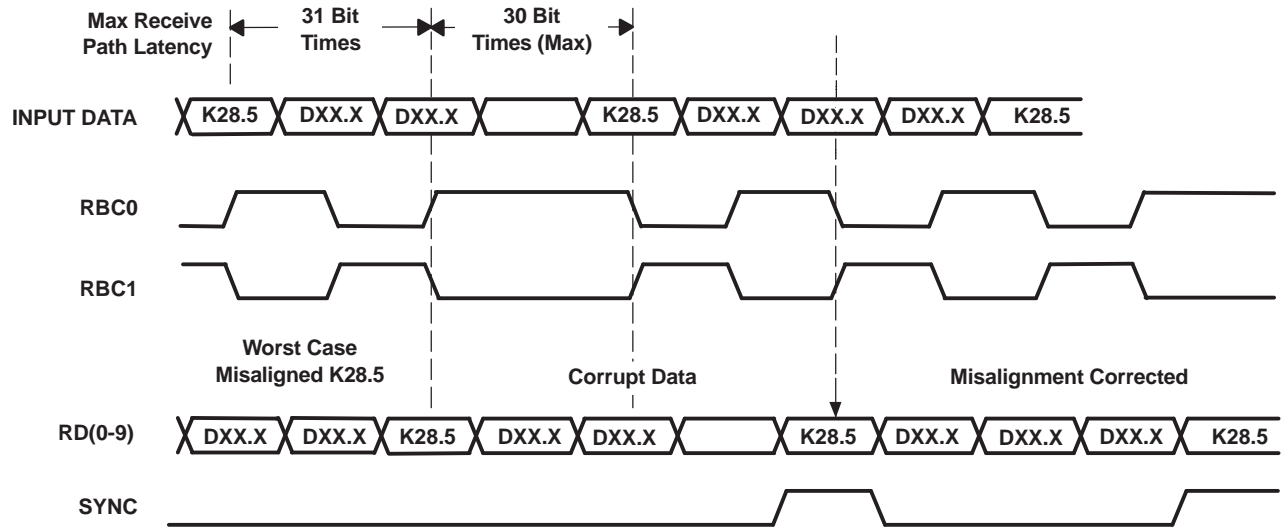 Max Receive
Path Latency
31 Bit
Times
30 Bit
Times (Max)
INPUT DATA
K28.5 DXX.X DXX.X K28.5 DXX.X DXX.X DXX.X K28.5
RBC0
RBC1
Worst Case
Misaligned K28.5
Corrupt Data
Misalignment Corrected
RD(0-9)
DXX.X DXX.X K28.5 DXX.X DXX.X K28.5 DXX.X DXX.X DXX.X K28.5
SYNC